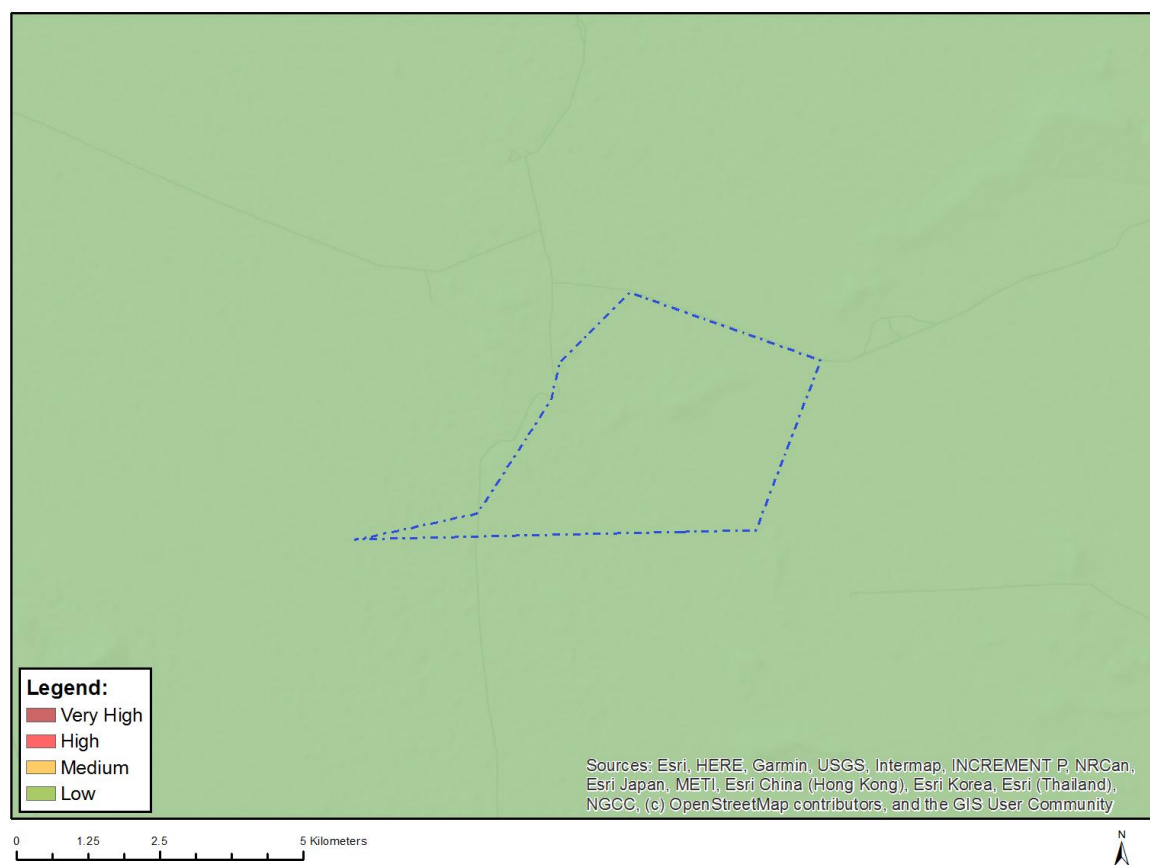 Legend:
Very High
High
Medium
Low
Sources: Esri, HERE, Garmin, USGS, Intermap, INCREMENT P, NRCan,
Esri Japan, METI, Esri China (Hong Kong), Esri Korea, Esri (Thailand),
NGCC, (c) OpenStreetMap contributors, and the GIS User Community
0 1.25 2.5 5 Kilometers
N